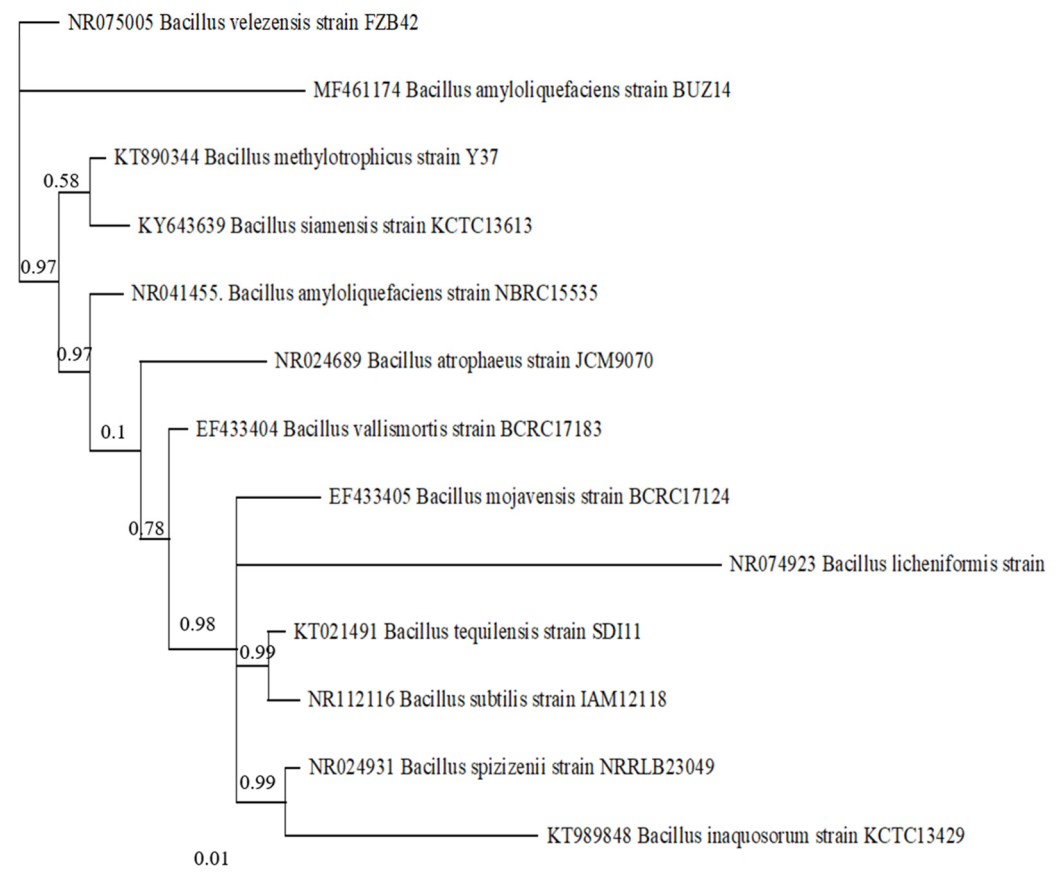 NR075005 Bacillus velezensis strain FZB42
MF461174 Bacillus amyloliquefaciens strain BUZ14
KT890344 Bacillus methylotrophicus strain Y37
0.58
KY643639 Bacillus siamensis strain KCTC13613
0.97
NR041455. Bacillus amyloliquefaciens strain NBRC15535
0.97
NR024689 Bacillus atrophaeus strain JCM9070
0.1
EF433404 Bacillus vallismortis strain BCRC17183
EF433405 Bacillus mojavensis strain BCRC17124
0.78
NR074923 Bacillus licheniformis strain
0.98
KT021491 Bacillus tequilensis strain SDI11
0.99
NR112116 Bacillus subtilis strain IAM12118
NR024931 Bacillus spizizenii strain NRRLB23049
0.99
KT989848 Bacillus inaquosorum strain KCTC13429
0.01